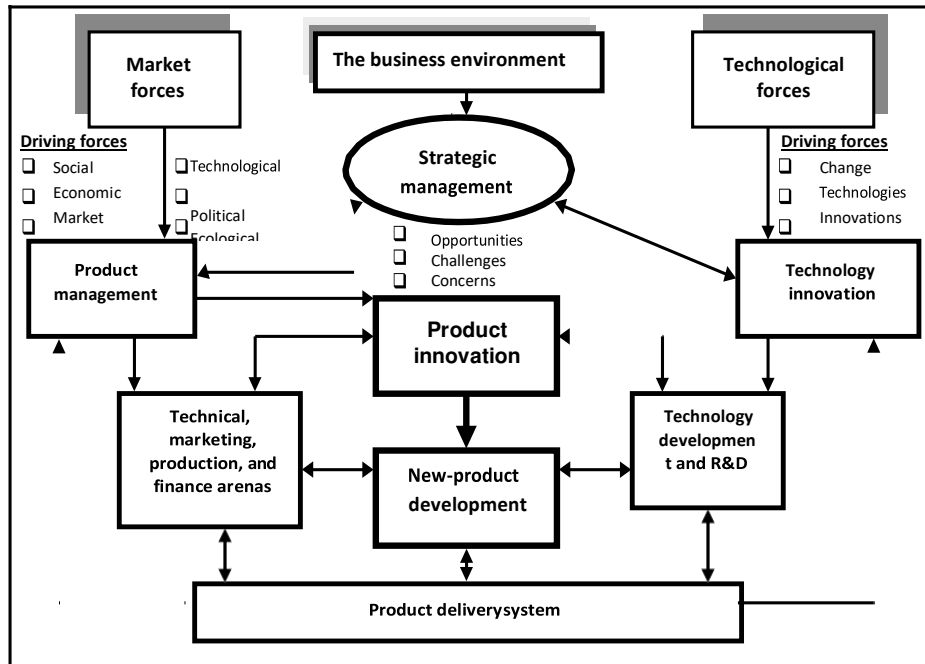 Market
forces
The business environment
Technological
forces
Driving forces
Social
Economic
Market
Technological
Political
Ecological
Strategic
management
Driving forces
Change
Technologies
Innovations
Opportunities
Challenges
Concerns
Product
management
Technology
innovation
Product
innovation
Technical,
marketing,
production, and
finance arenas
New-product
development
Technology
developmen
t and R&D
Product deliverysystem